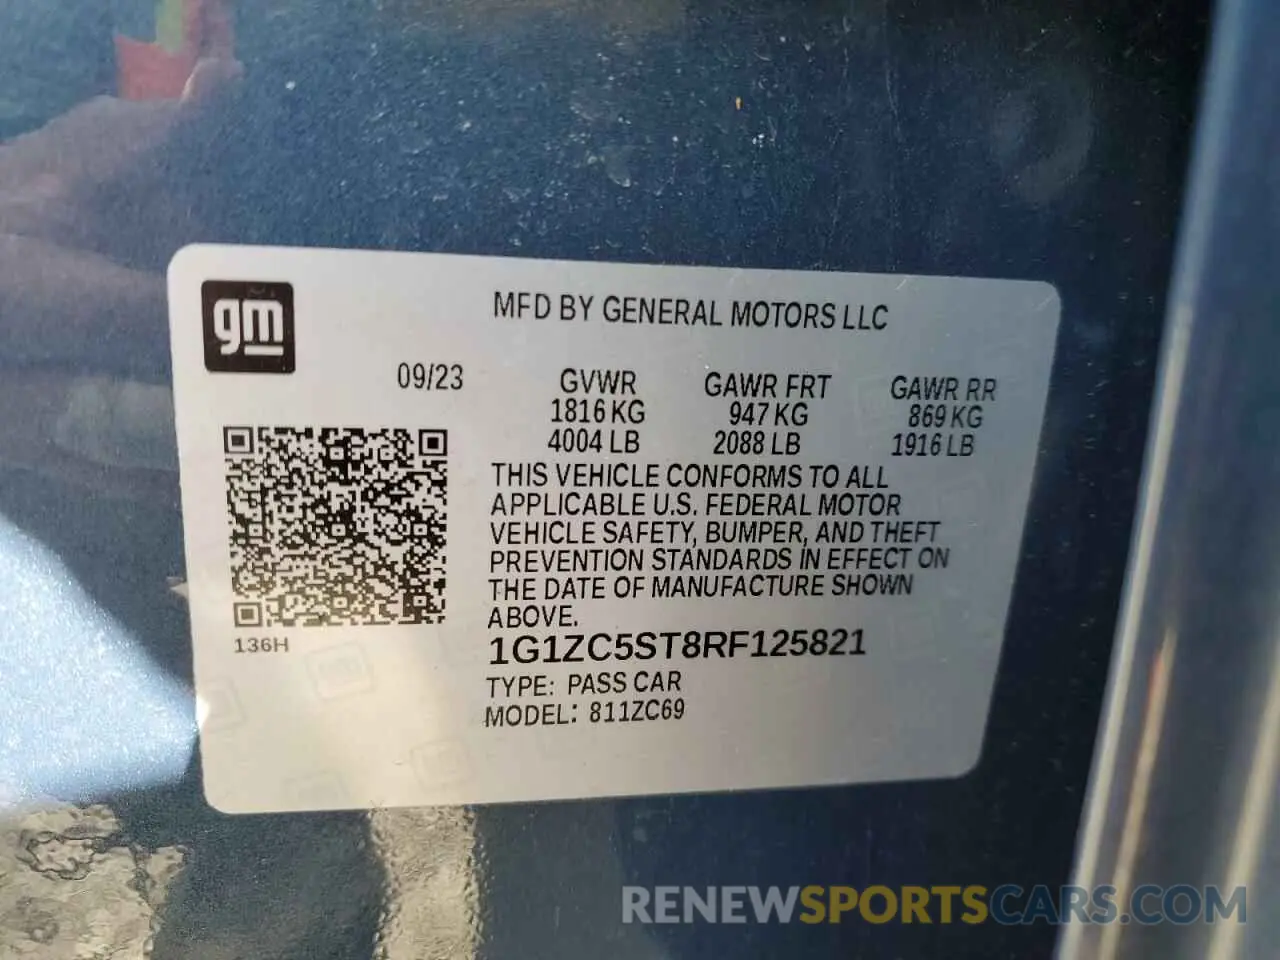 gm
MFD BY GENERAL MOTORS LLC
09/23
GVWR GAWR FRT GAWR RR
1816 KG 947 KG 869 KG
4004 LB 2088 LB 1916 LB
THIS VEHICLE CONFORMS TO ALL
APPLICABLE U.S. FEDERAL MOTOR
VEHICLE SAFETY, BUMPER, AND THEFT
PREVENTION STANDARDS IN EFFECT ON
THE DATE OF MANUFACTURE SHOWN
ABOVE.
136H
1G1ZC5ST8RF125821
TYPE: PASS CAR
MODEL: 811ZC69
RENEWSPORTSCARS.COM